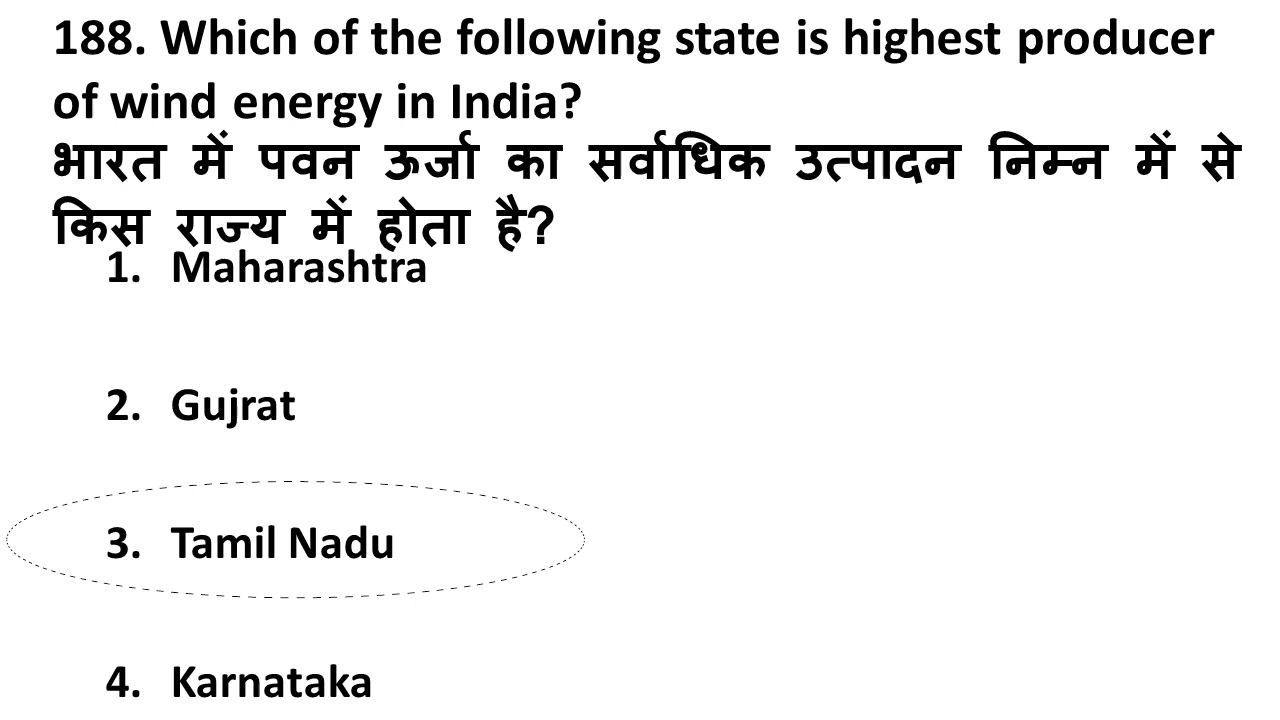 188. Which of the following state is highest producer
of wind energy in India?
भारत में पवन ऊर्जा का सर्वाधिक उत्पादन निम्न में से
किस राज्य में होता है?
1. Maharashtra
2. Gujrat
3. Tamil Nadu
4. Karnataka